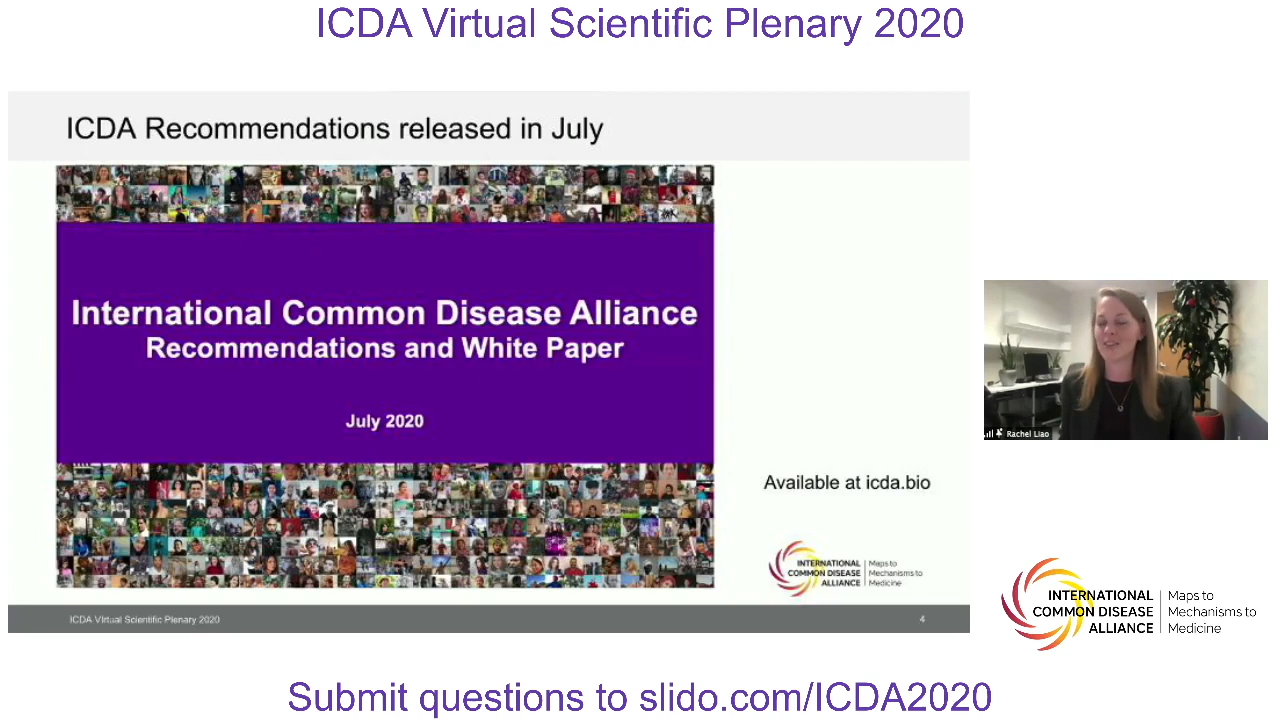 ICDA Virtual Scientific Plenary 2020
ICDA Recommendations released in July
International Common Disease Alliance
Recommendations and White Paper
July 2020
Available at icda.bio
INTERNATIONAL
COMMON DISEASE
ALLIANCE
Maps to
Mechanisms to
Medicine
ICDA VIrtual Scientific Plenary 2020
4
Rachel Liao
INTERNATIONAL
COMMON DISEASE
ALLIANCE
Maps to
Mechanisms to
Medicine
Submit questions to slido.com/ICDA2020